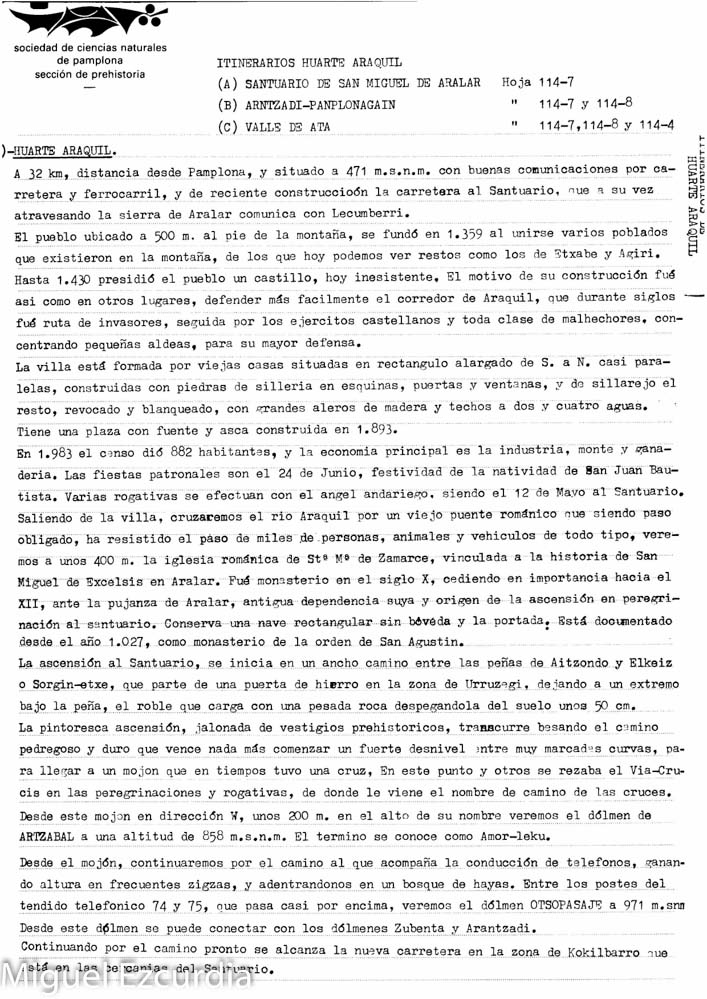 sociedad de ciencias naturales
de pamplona
sección de prehistoria
ITINERARIOS HUARTE ARAQUIL
(A) SANTUARIO DE SAN MIGUEL DE ARALAR Hoja 114-7
(B) ARNTZADI-PANPLONAGAIN " 114-7 y 114-8
(C) VALLE DE ATA " 114-7,114-8 y 114-4
HUARTE ARAQUIL
)-HUARTE ARAQUIL.
A 32 km, distancia desde Pamplona, y situado a 471 m.s.n.m. con buenas comunicaciones por ca-
rretera y ferrocarril, y de reciente construccioón la carretera al Santuario, que a su vez
atravesando la sierra de Aralar comunica con Lecumberri.
El pueblo ubicado a 500 m. al pie de la montaña, se fundó en 1.359 al unirse varios poblados
que existieron en la montaña, de los que hoy podemos ver restos como los de Etxabe y Agiri.
Hasta 1.430 presidió el pueblo un castillo, hoy inesistente. El motivo de su construcción fué
asi como en otros lugares, defender más facilmente el corredor de Araquil, que durante siglos
fué ruta de invasores, seguida por los ejercitos castellanos y toda clase de malhechores, con-
centrando pequeñas aldeas, para su mayor defensa.
La villa está formada por viejas casas situadas en rectangulo alargado de S. a N. casi para-
lelas, construidas con piedras de silleria en esquinas, puertas y ventanas, y de sillarejo el
resto, revocado y blanqueado, con grandes aleros de madera y techos a dos y cuatro aguas.
Tiene una plaza con fuente y asca construida en 1.893.
En 1.983 el censo dió 882 habitantes, y la economia principal es la industria, monte y gana-
deria. Las fiestas patronales son el 24 de Junio, festividad de la natividad de San Juan Bau-
tista. Varias rogativas se efectuan con el angel andariego, siendo el 12 de Mayo al Santuario.
Saliendo de la villa, cruzaremos el rio Araquil por un viejo puente románico que siendo paso
obligado, ha resistido el paso de miles de personas, animales y vehiculos de todo tipo, vere-
mos a unos 400 m. la iglesia románica de Stª Mª de Zamarce, vinculada a la historia de San
Miguel de Excelsis en Aralar. Fué monasterio en el siglo X, cediendo en importancia hacia el
XII, ante la pujanza de Aralar, antigua dependencia suya y origen de la ascensión en peregri-
nación al santuario. Conserva una nave rectangular sin bóveda y la portada. Está documentado
desde el año 1.027, como monasterio de la orden de San Agustin.
La ascensión al Santuario, se inicia en un ancho camino entre las peñas de Aitzondo y Elkeiz
o Sorgin-etxe, que parte de una puerta de hierro en la zona de Urruzegi, dejando a un extremo
bajo la peña, el roble que carga con una pesada roca despegandola del suelo unos 50 cm.
La pintoresca ascensión, jalonada de vestigios prehistoricos, transcurre besando el camino
pedregoso y duro que vence nada más comenzar un fuerte desnivel entre muy marcadas curvas, pa-
ra llegar a un mojon que en tiempos tuvo una cruz, En este punto y otros se rezaba el Via-Cru-
cis en las peregrinaciones y rogativas, de donde le viene el nombre de camino de las cruces.
Desde este mojon en dirección W, unos 200 m. en el alto de su nombre veremos el dólmen de
ARTZABAL a una altitud de 858 m.s.n.m. El termino se conoce como Amor-leku.
Desde el mojón, continuaremos por el camino al que acompaña la conducción de telefonos, ganan-
do altura en frecuentes zigzas, y adentrandonos en un bosque de hayas. Entre los postes del
tendido telefonico 74 y 75, que pasa casi por encima, veremos el dólmen OTSOPASAJE a 971 m.snm
Desde este dólmen se puede conectar con los dólmenes Zubenta y Arantzadi.
Continuando por el camino pronto se alcanza la nueva carretera en la zona de Kokilbarro que
está en las cercanias del Santuario.
Miguel Ezcurdia